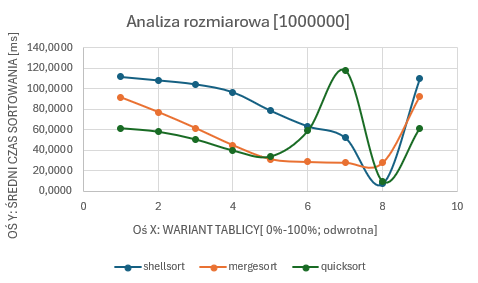 Analiza rozmiarowa [1000000]
OŚ Y: ŚREDNI CZAS SORTOWANIA [ms]
140,0000
120,0000
100,0000
80,0000
60,0000
40,0000
20,0000
0,0000
0 2 4 6 8 10
Oś X: WARIANT TABLICY[ 0%-100%; odwrotna]
shellsort mergesort quicksort